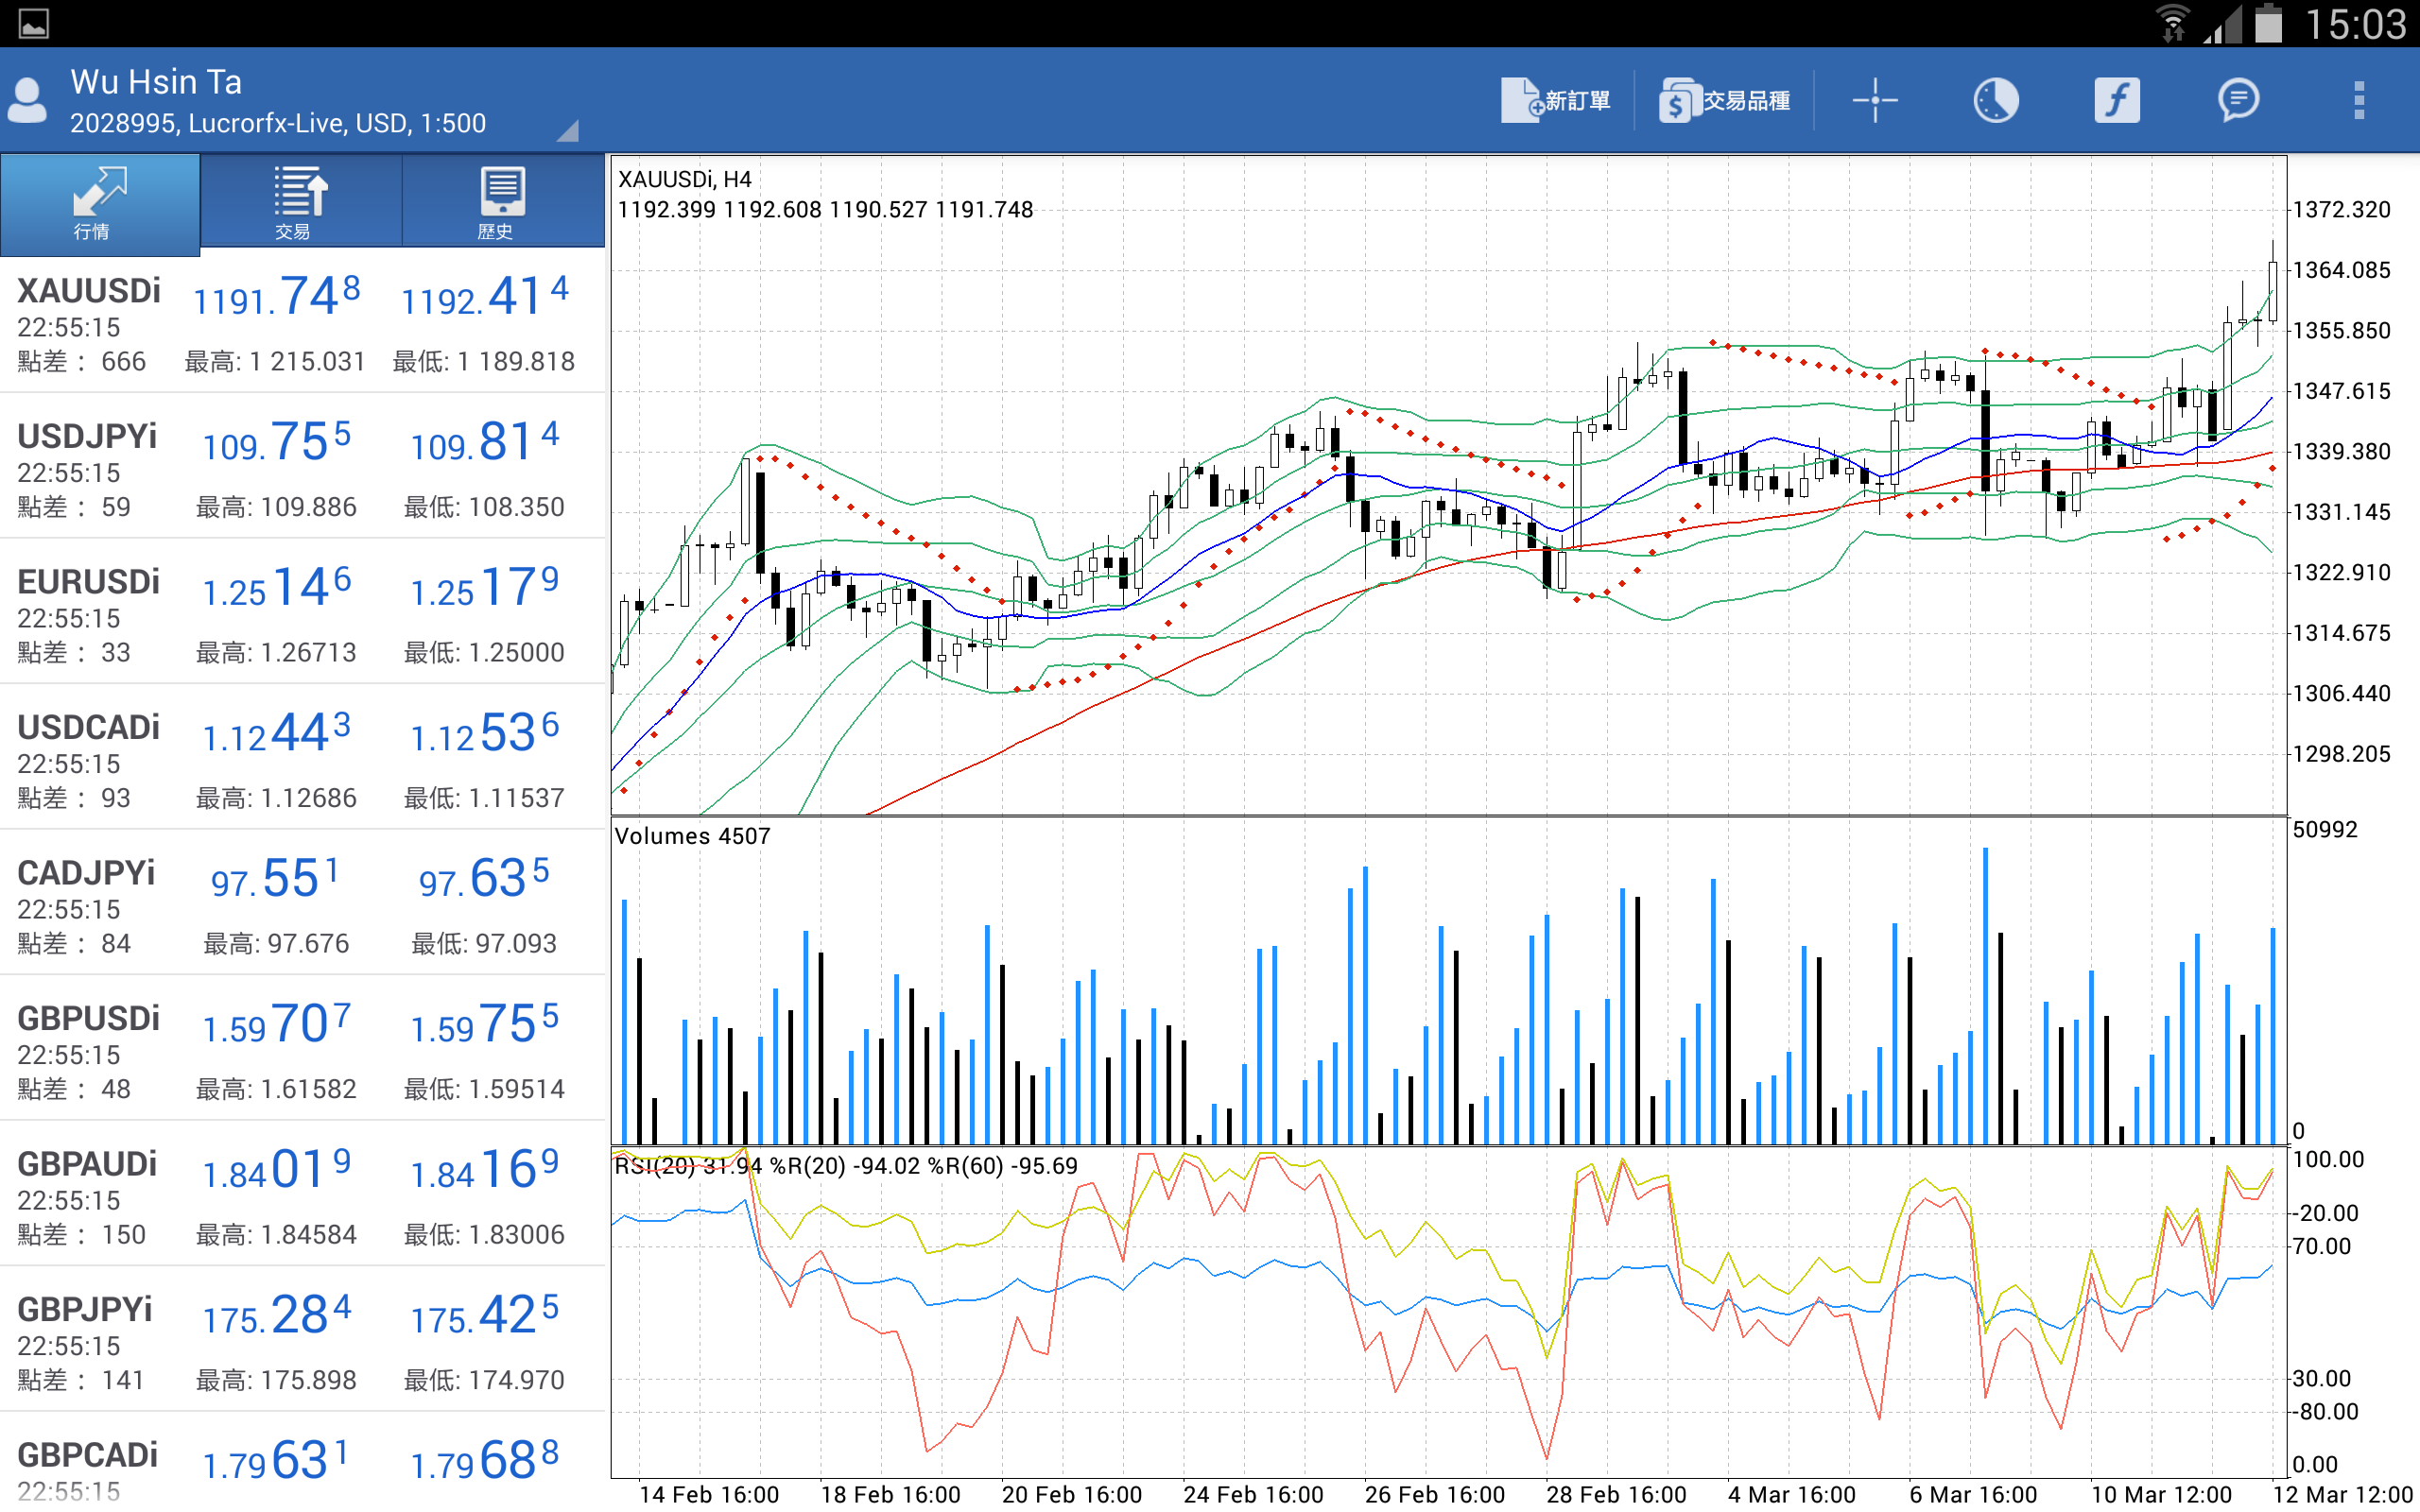 15:03
Wu Hsin Ta
2028995, Lucrorfx-Live, USD, 1:500
新訂單
交易品種
行情
交易
歷史
XAUUSDi 1191.748 1192.414
22:55:15
點差： 666 最高: 1 215.031 最低: 1 189.818
USDJPYi 109.755 109.814
22:55:15
點差： 59 最高: 109.886 最低: 108.350
EURUSDi 1.25146 1.25179
22:55:15
點差： 33 最高: 1.26713 最低: 1.25000
USDCADi 1.12443 1.12536
22:55:15
點差： 93 最高: 1.12686 最低: 1.11537
CADJPYi 97.551 97.635
22:55:15
點差： 84 最高: 97.676 最低: 97.093
GBPUSDi 1.59707 1.59755
22:55:15
點差： 48 最高: 1.61582 最低: 1.59514
GBPAUDi 1.84019 1.84169
22:55:15
點差： 150 最高: 1.84584 最低: 1.83006
GBPJPYi 175.284 175.425
22:55:15
點差： 141 最高: 175.898 最低: 174.970
GBPCADi 1.79631 1.79688
22:55:15
XAUUSDi, H4
1192.399 1192.608 1190.527 1191.748
1372.320
1364.085
1355.850
1347.615
1339.380
1331.145
1322.910
1314.675
1306.440
1298.205
Volumes 4507
50992
0
RSI(20) 31.94 %R(20) -94.02 %R(60) -95.69
100.00
-20.00
70.00
30.00
-80.00
0.00
14 Feb 16:00 18 Feb 16:00 20 Feb 16:00 24 Feb 16:00 26 Feb 16:00 28 Feb 16:00 4 Mar 16:00 6 Mar 16:00 10 Mar 12:00 12 Mar 12:00